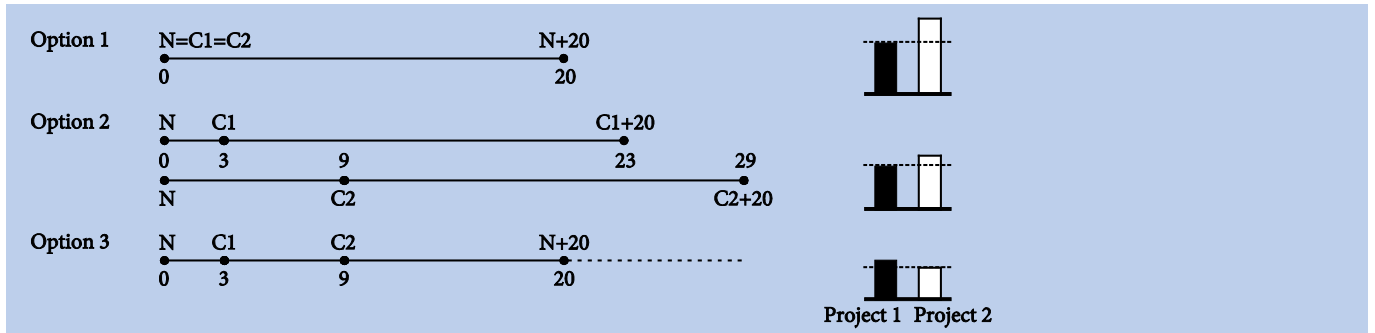 Option 1 N=C1=C2 N+20
0 20
Option 2 N C1 C1+20
0 3 9 23 29
N C2 C2+20
Option 3 N C1 C2 N+20
0 3 9 20
Project 1 Project 2